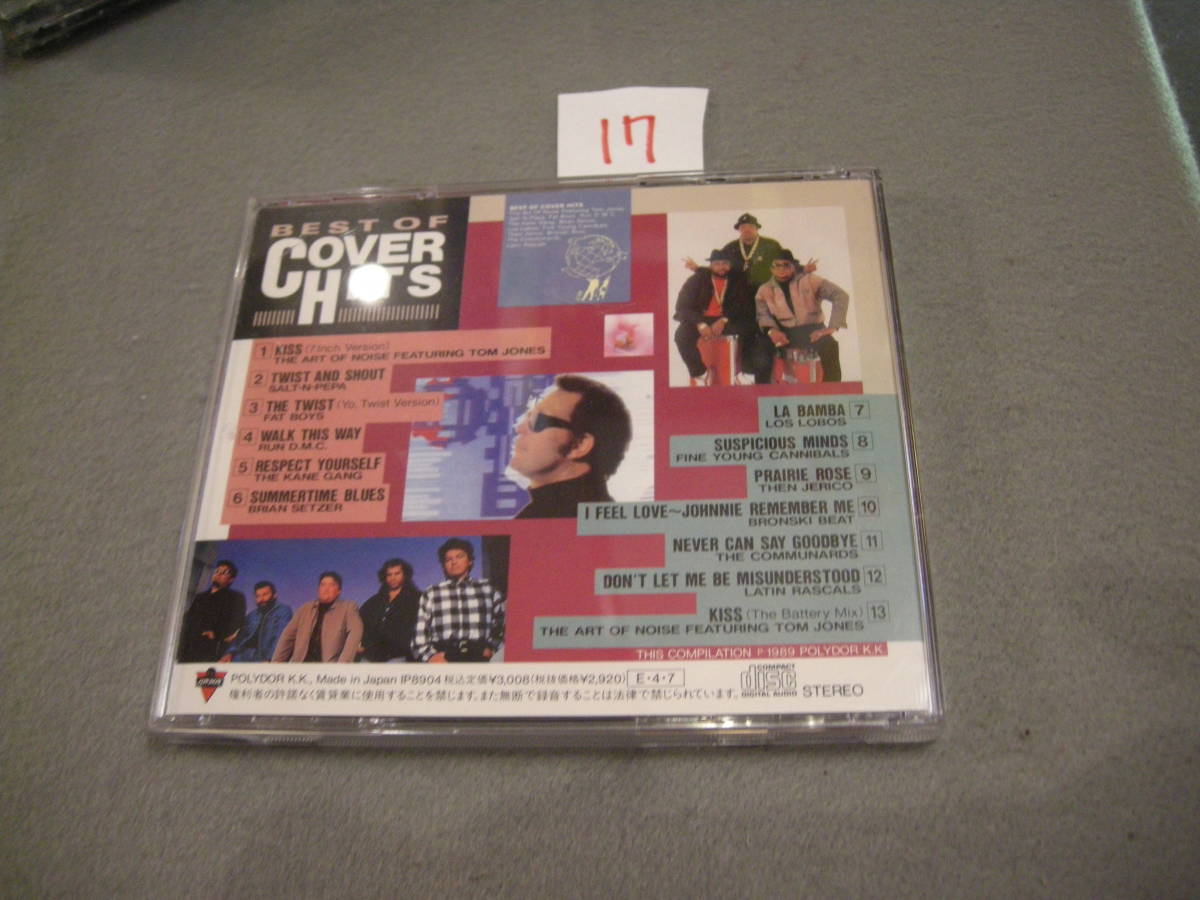 17
BEST OF
COVER
HITS
BEST OF COVER HITS
1 KISS (7inch Version)
THE ART OF NOISE FEATURING TOM JONES
2 TWIST AND SHOUT
SALT-N-PEPA
3 THE TWIST (Yo, Twist Version)
FAT BOYS
4 WALK THIS WAY
RUN D.M.C.
5 RESPECT YOURSELF
THE KANE GANG
6 SUMMERTIME BLUES
BRIAN SETZER
LA BAMBA 7
LOS LOBOS
SUSPICIOUS MINDS 8
FINE YOUNG CANNIBALS
PRAIRIE ROSE 9
THEN JERICO
I FEEL LOVE~JOHNNIE REMEMBER ME 10
BRONSKI BEAT
NEVER CAN SAY GOODBYE 11
THE COMMUNARDS
DON'T LET ME BE MISUNDERSTOOD 12
LATIN RASCALS
KISS (The Battery Mix) 13
THE ART OF NOISE FEATURING TOM JONES
THIS COMPILATION ℗ 1989 POLYDOR K.K.
POLYDOR K.K., Made in Japan IP8904 税込定価¥3,008(税抜価格¥2,920) E・4・7
権利者の許諾なく賃貸業に使用することを禁じます。また無断で録音することは法律で禁じられています。
COMPACT
disc
DIGITAL AUDIO
STEREO